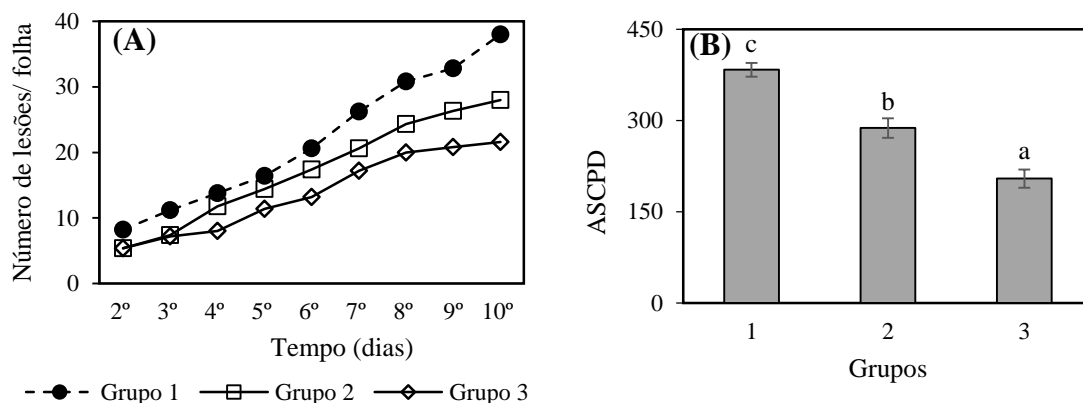 (A)
Número de lesões/ folha
40
30
20
10
0
2º 3º 4º 5º 6º 7º 8º 9º 10º
Tempo (dias)
Grupo 1 Grupo 2 Grupo 3
(B)
ASCPD
450
300
150
0
c
b
a
1 2 3
Grupos